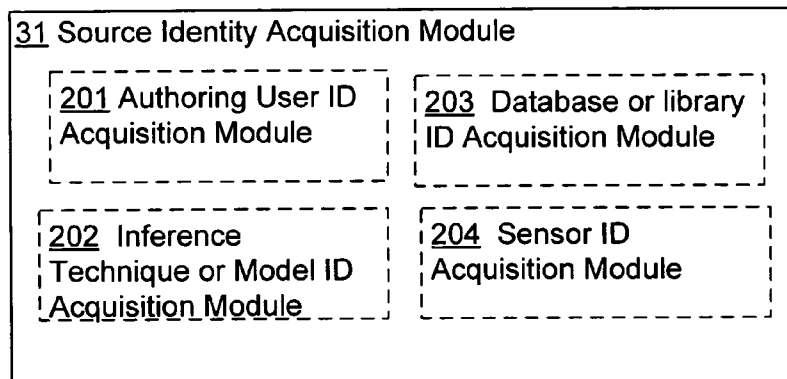 31 Source Identity Acquisition Module
201 Authoring User ID
Acquisition Module
203 Database or library
ID Acquisition Module
202 Inference
Technique or Model ID
Acquisition Module
204 Sensor ID
Acquisition Module